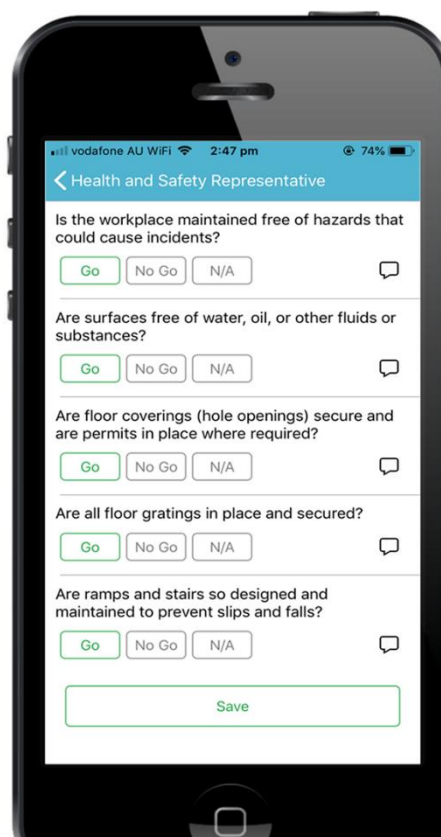 vodafone AU WiFi 2:47 pm 74%
Health and Safety Representative
Is the workplace maintained free of hazards that
could cause incidents?
Go No Go N/A
Are surfaces free of water, oil, or other fluids or
substances?
Go No Go N/A
Are floor coverings (hole openings) secure and
are permits in place where required?
Go No Go N/A
Are all floor gratings in place and secured?
Go No Go N/A
Are ramps and stairs so designed and
maintained to prevent slips and falls?
Go No Go N/A
Save